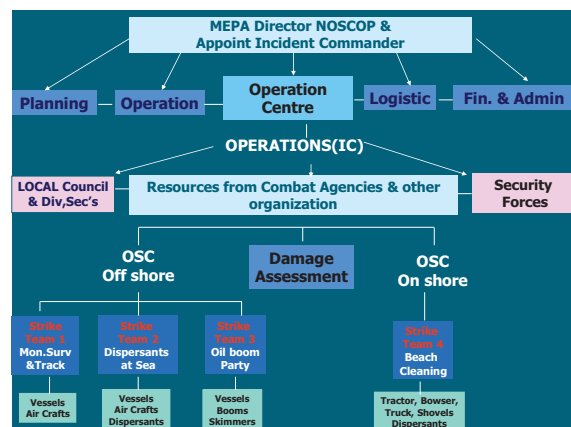 MEPA Director NOSCOP &
Appoint Incident Commander
Planning
Operation
Operation
Centre
Logistic
Fin. & Admin
OPERATIONS(IC)
LOCAL Council
& Div,Sec's
Resources from Combat Agencies & other
organization
Security
Forces
OSC
Off shore
Damage
Assessment
OSC
On shore
Strike
Team 1
Mon.Surv
&Track
Strike
Team 2
Dispersants
at Sea
Strike
Team 3
Oil boom
Party
Strike
Team 4
Beach
Cleaning
Vessels
Air Crafts
Vessels
Air Crafts
Dispersants
Vessels
Booms
Skimmers
Tractor, Bowser,
Truck, Shovels
Dispersants